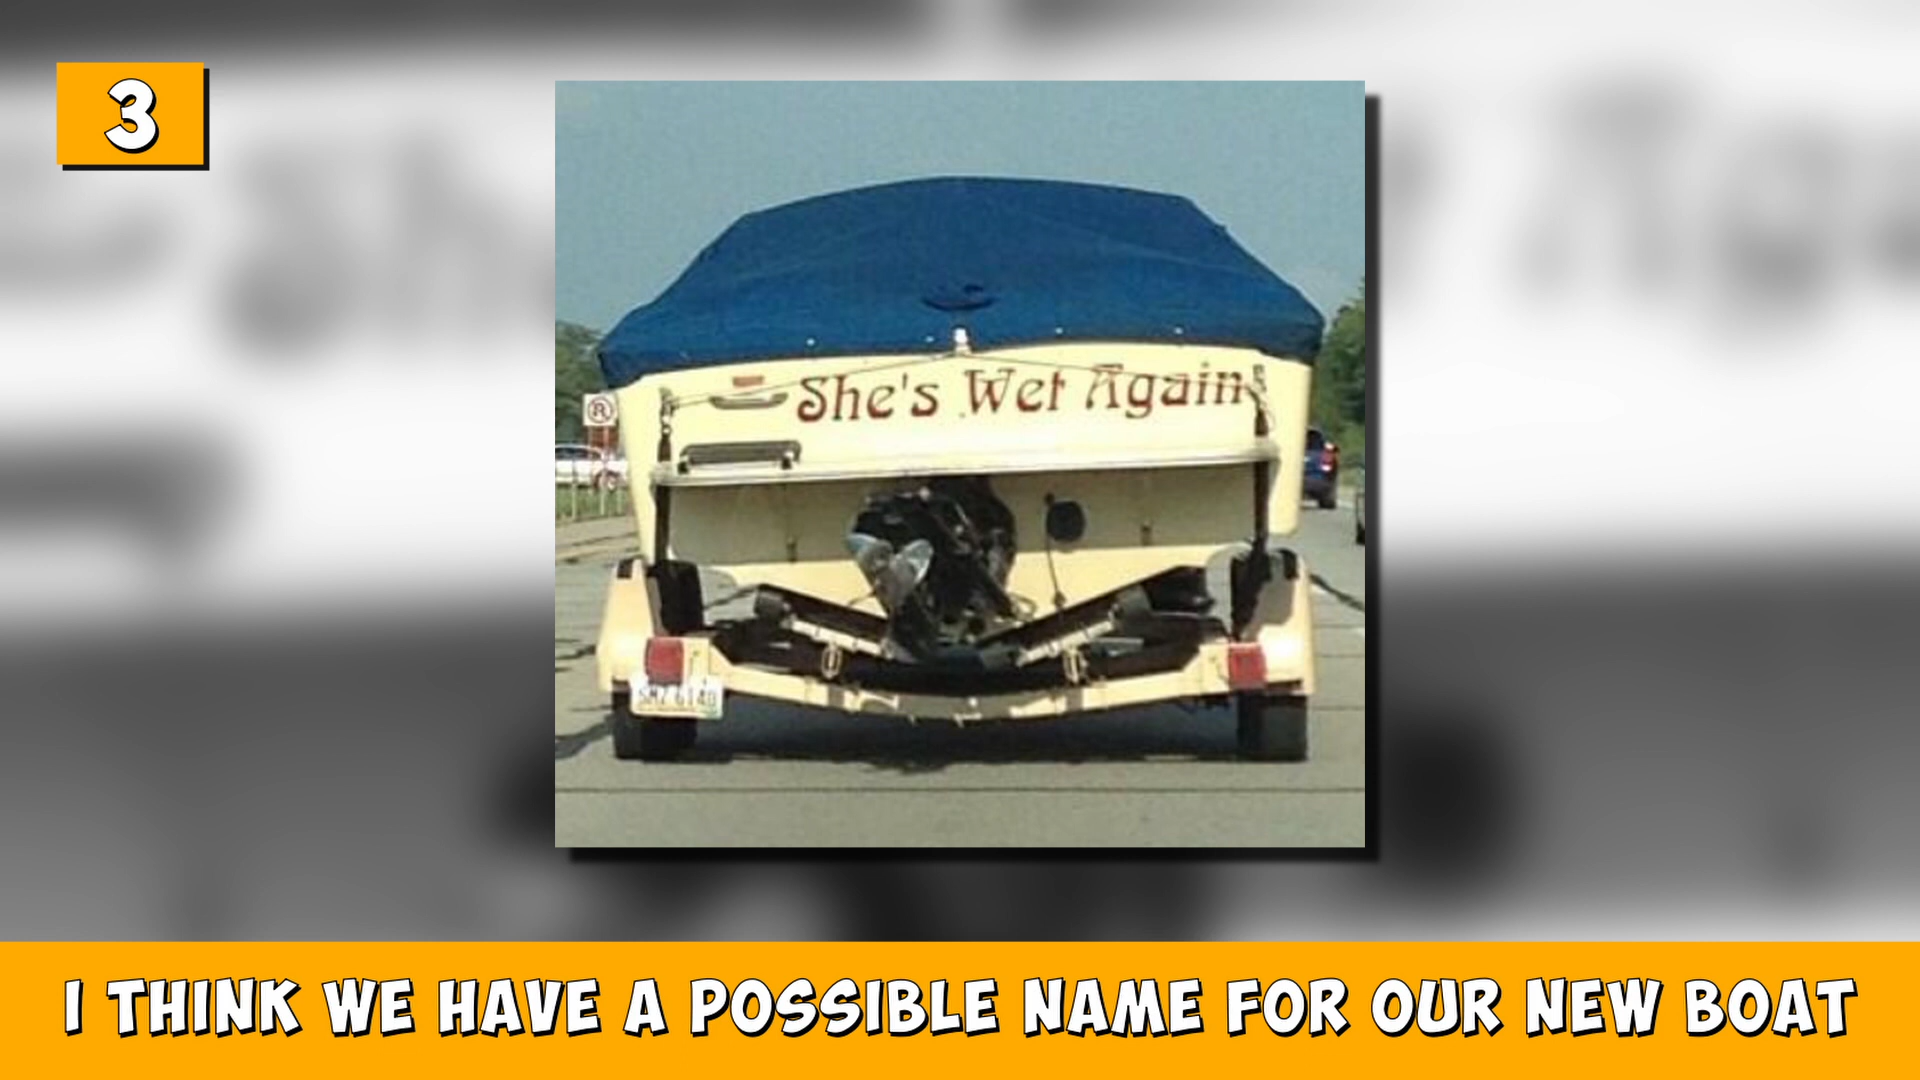 3
She's Wet Again
R
I THINK WE HAVE A POSSIBLE NAME FOR OUR NEW BOAT